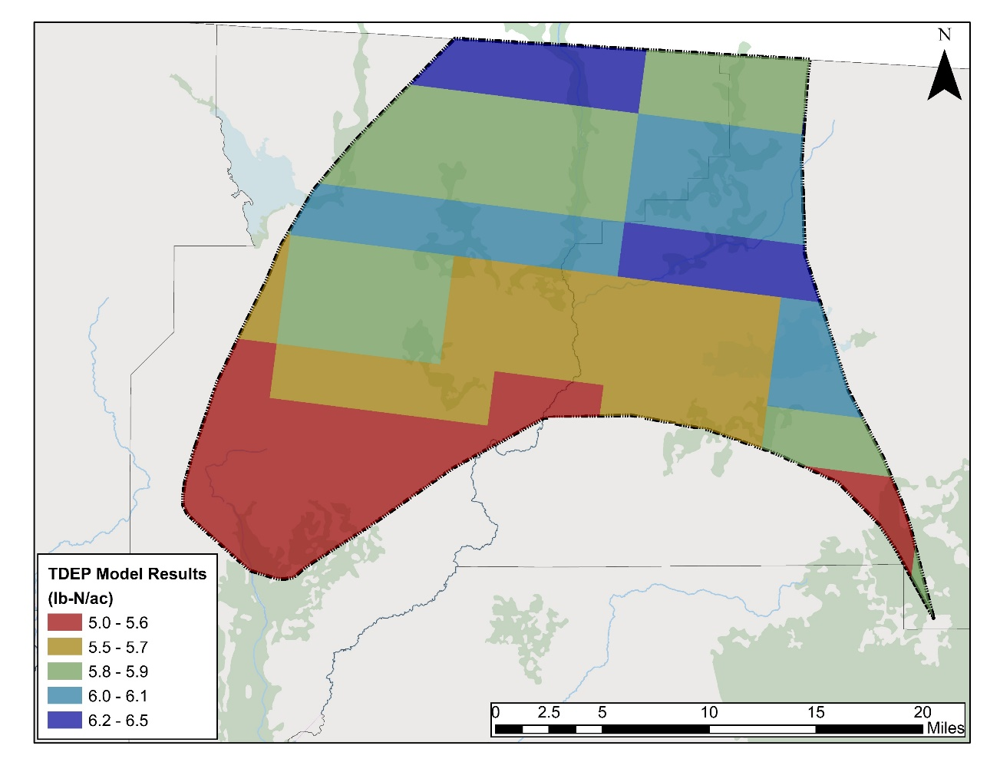 N
TDEP Model Results
(lb-N/ac)
5.0 - 5.6
5.5 - 5.7
5.8 - 5.9
6.0 - 6.1
6.2 - 6.5
0 2.5 5 10 15 20
Miles